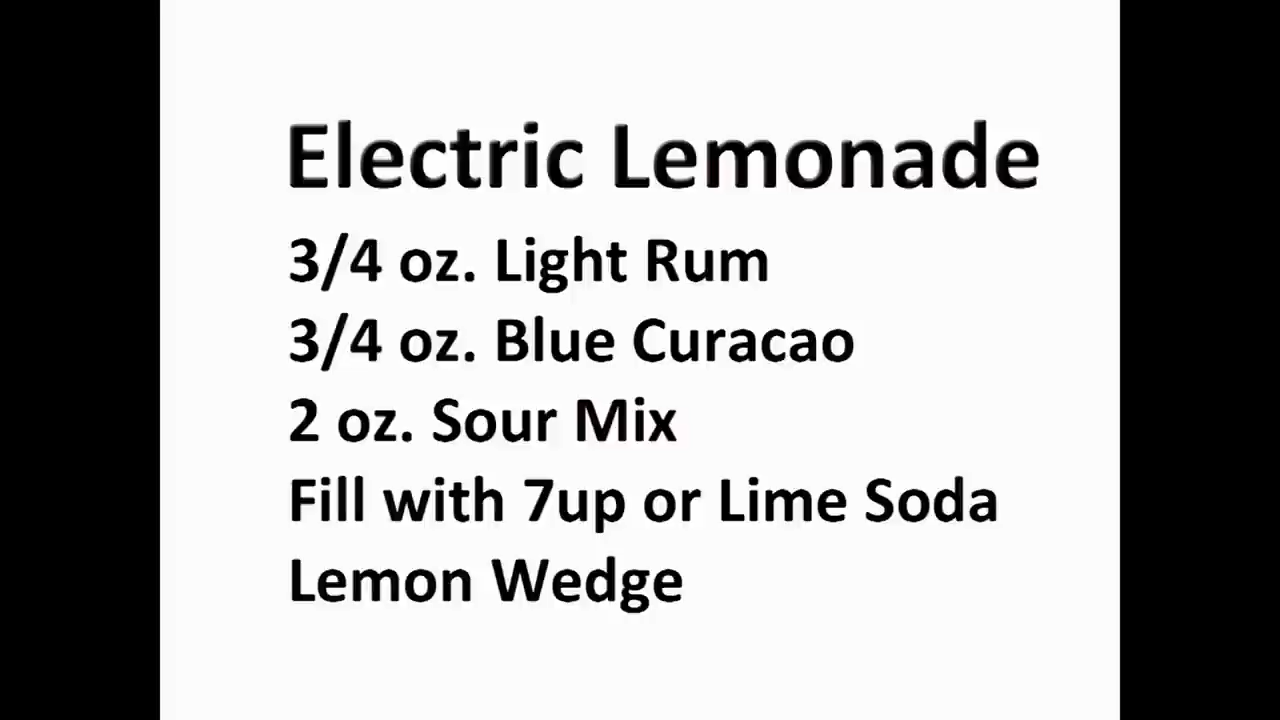 Electric Lemonade
3/4 oz. Light Rum
3/4 oz. Blue Curacao
2 oz. Sour Mix
Fill with 7up or Lime Soda
Lemon Wedge